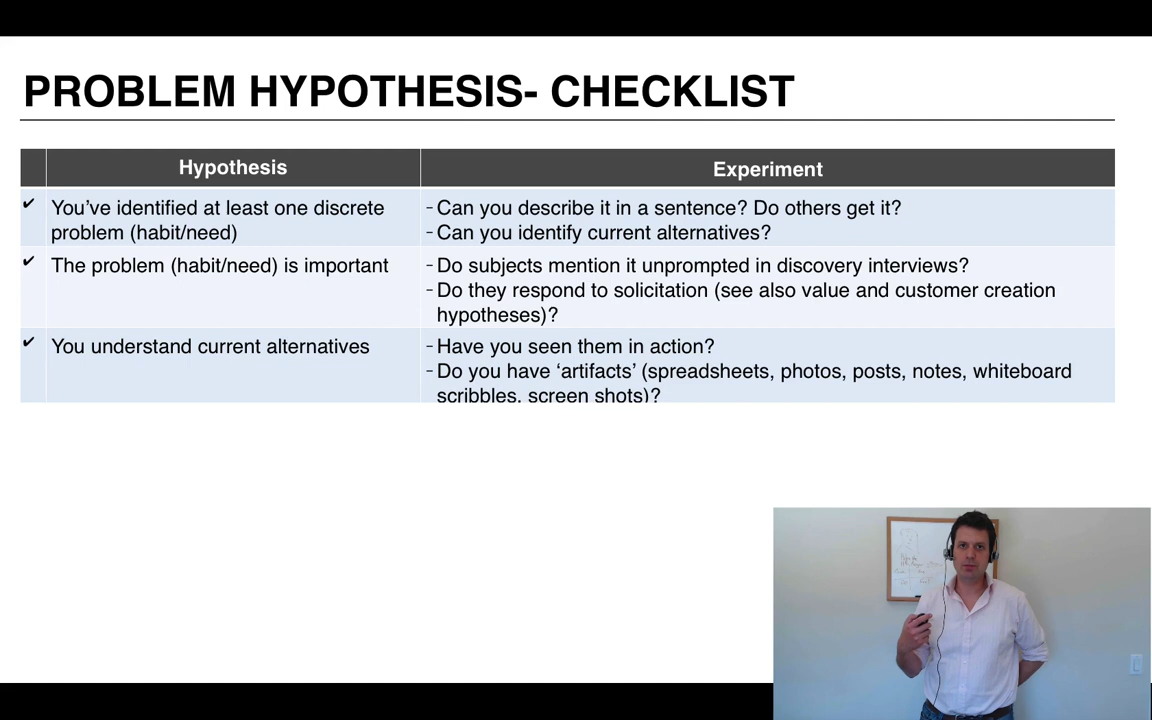 PROBLEM HYPOTHESIS- CHECKLIST
Hypothesis
Experiment
✔
You’ve identified at least one discrete
problem (habit/need)
- Can you describe it in a sentence? Do others get it?
- Can you identify current alternatives?
✔
The problem (habit/need) is important
- Do subjects mention it unprompted in discovery interviews?
- Do they respond to solicitation (see also value and customer creation
hypotheses)?
✔
You understand current alternatives
- Have you seen them in action?
- Do you have ‘artifacts’ (spreadsheets, photos, posts, notes, whiteboard
scribbles, screen shots)?